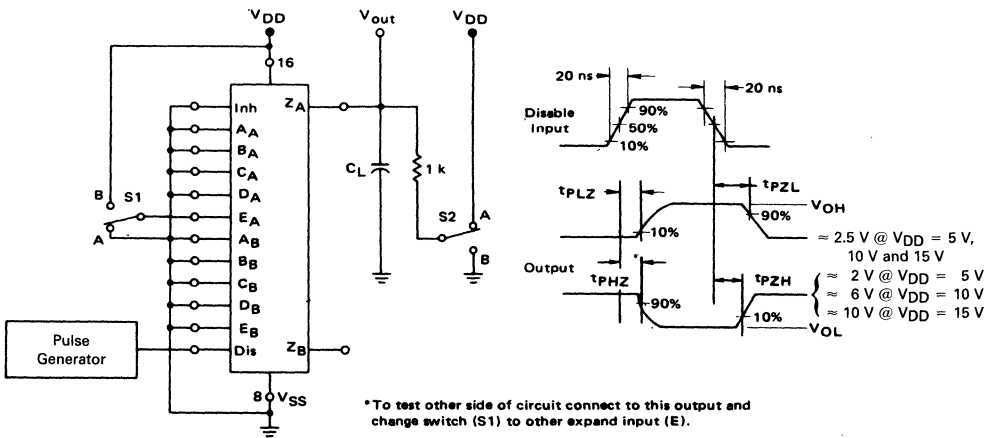 VDD
Vout
VDD
16
Inh
ZA
AA
BA
CA
DA
EA
AB
BB
CB
DB
EB
Dis
ZB
B
S1
A
CL
1 k
S2
A
B
Pulse
Generator
8
VSS
20 ns
20 ns
Disable
Input
90%
50%
10%
tPLZ
tPZL
VOH
90%
10%
≈ 2.5 V @ VDD = 5 V,
10 V and 15 V
Output
*
tPHZ
tPZH
90%
10%
VOL
≈ 2 V @ VDD = 5 V
≈ 6 V @ VDD = 10 V
≈ 10 V @ VDD = 15 V
*To test other side of circuit connect to this output and
change switch (S1) to other expand input (E).